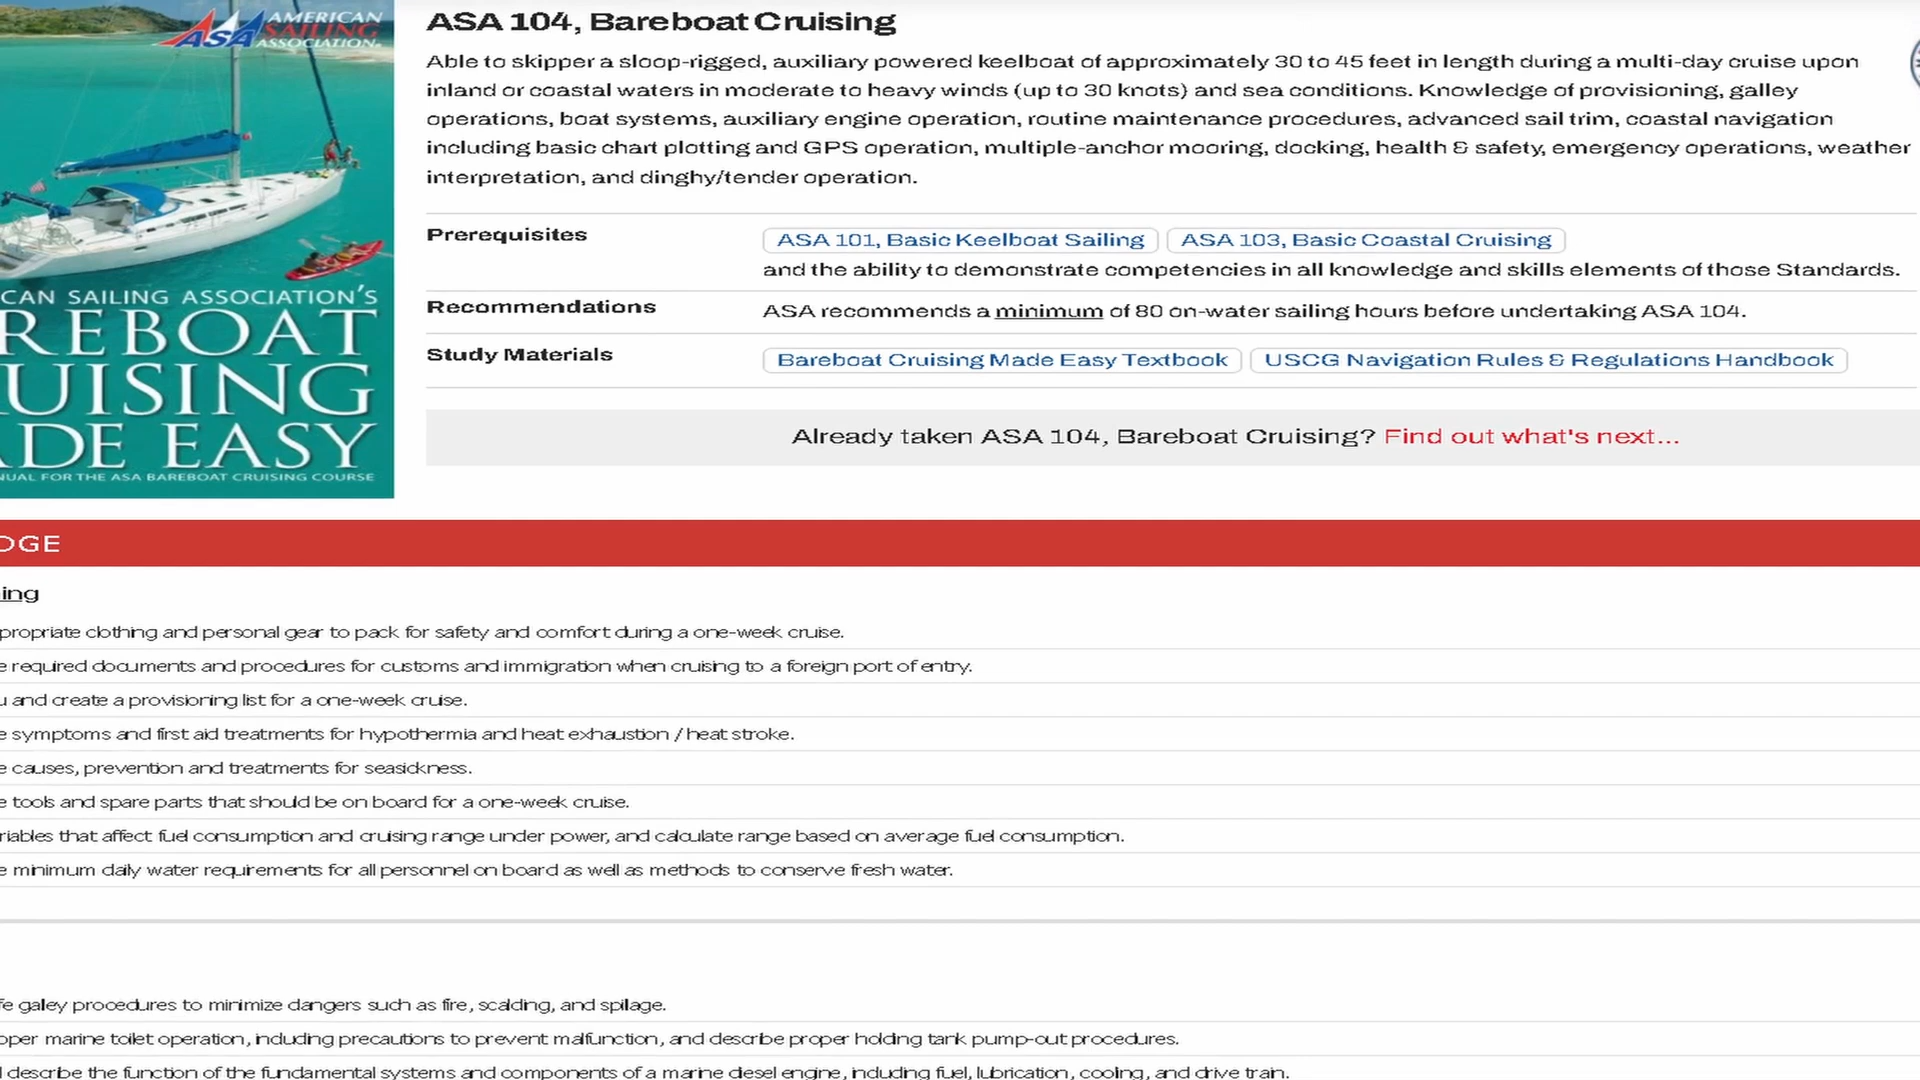 AMERICAN
SAILING
ASSOCIATION
ASA
CAN SAILING ASSOCIATION'S
REBOAT
UISING
DE EASY
NUAL FOR THE ASA BAREBOAT CRUISING COURSE
ASA 104, Bareboat Cruising
Able to skipper a sloop-rigged, auxiliary powered keelboat of approximately 30 to 45 feet in length during a multi-day cruise upon
inland or coastal waters in moderate to heavy winds (up to 30 knots) and sea conditions. Knowledge of provisioning, galley
operations, boat systems, auxiliary engine operation, routine maintenance procedures, advanced sail trim, coastal navigation
including basic chart plotting and GPS operation, multiple-anchor mooring, docking, health & safety, emergency operations, weather
interpretation, and dinghy/tender operation.
Prerequisites
ASA 101, Basic Keelboat Sailing
ASA 103, Basic Coastal Cruising
and the ability to demonstrate competencies in all knowledge and skills elements of those Standards.
Recommendations
ASA recommends a minimum of 80 on-water sailing hours before undertaking ASA 104.
Study Materials
Bareboat Cruising Made Easy Textbook
USCG Navigation Rules & Regulations Handbook
Already taken ASA 104, Bareboat Cruising? Find out what's next...
DGE
ing
propriate clothing and personal gear to pack for safety and comfort during a one-week cruise.
e required documents and procedures for customs and immigration when cruising to a foreign port of entry.
u and create a provisioning list for a one-week cruise.
e symptoms and first aid treatments for hypothermia and heat exhaustion / heat stroke.
e causes, prevention and treatments for seasickness.
e tools and spare parts that should be on board for a one-week cruise.
riables that affect fuel consumption and cruising range under power, and calculate range based on average fuel consumption.
e minimum daily water requirements for all personnel on board as well as methods to conserve fresh water.
fe galley procedures to minimize dangers such as fire, scalding, and spillage.
oper marine toilet operation, including precautions to prevent malfunction, and describe proper holding tank pump-out procedures.
l describe the function of the fundamental systems and components of a marine diesel engine, including fuel, lubrication, cooling, and drive train.